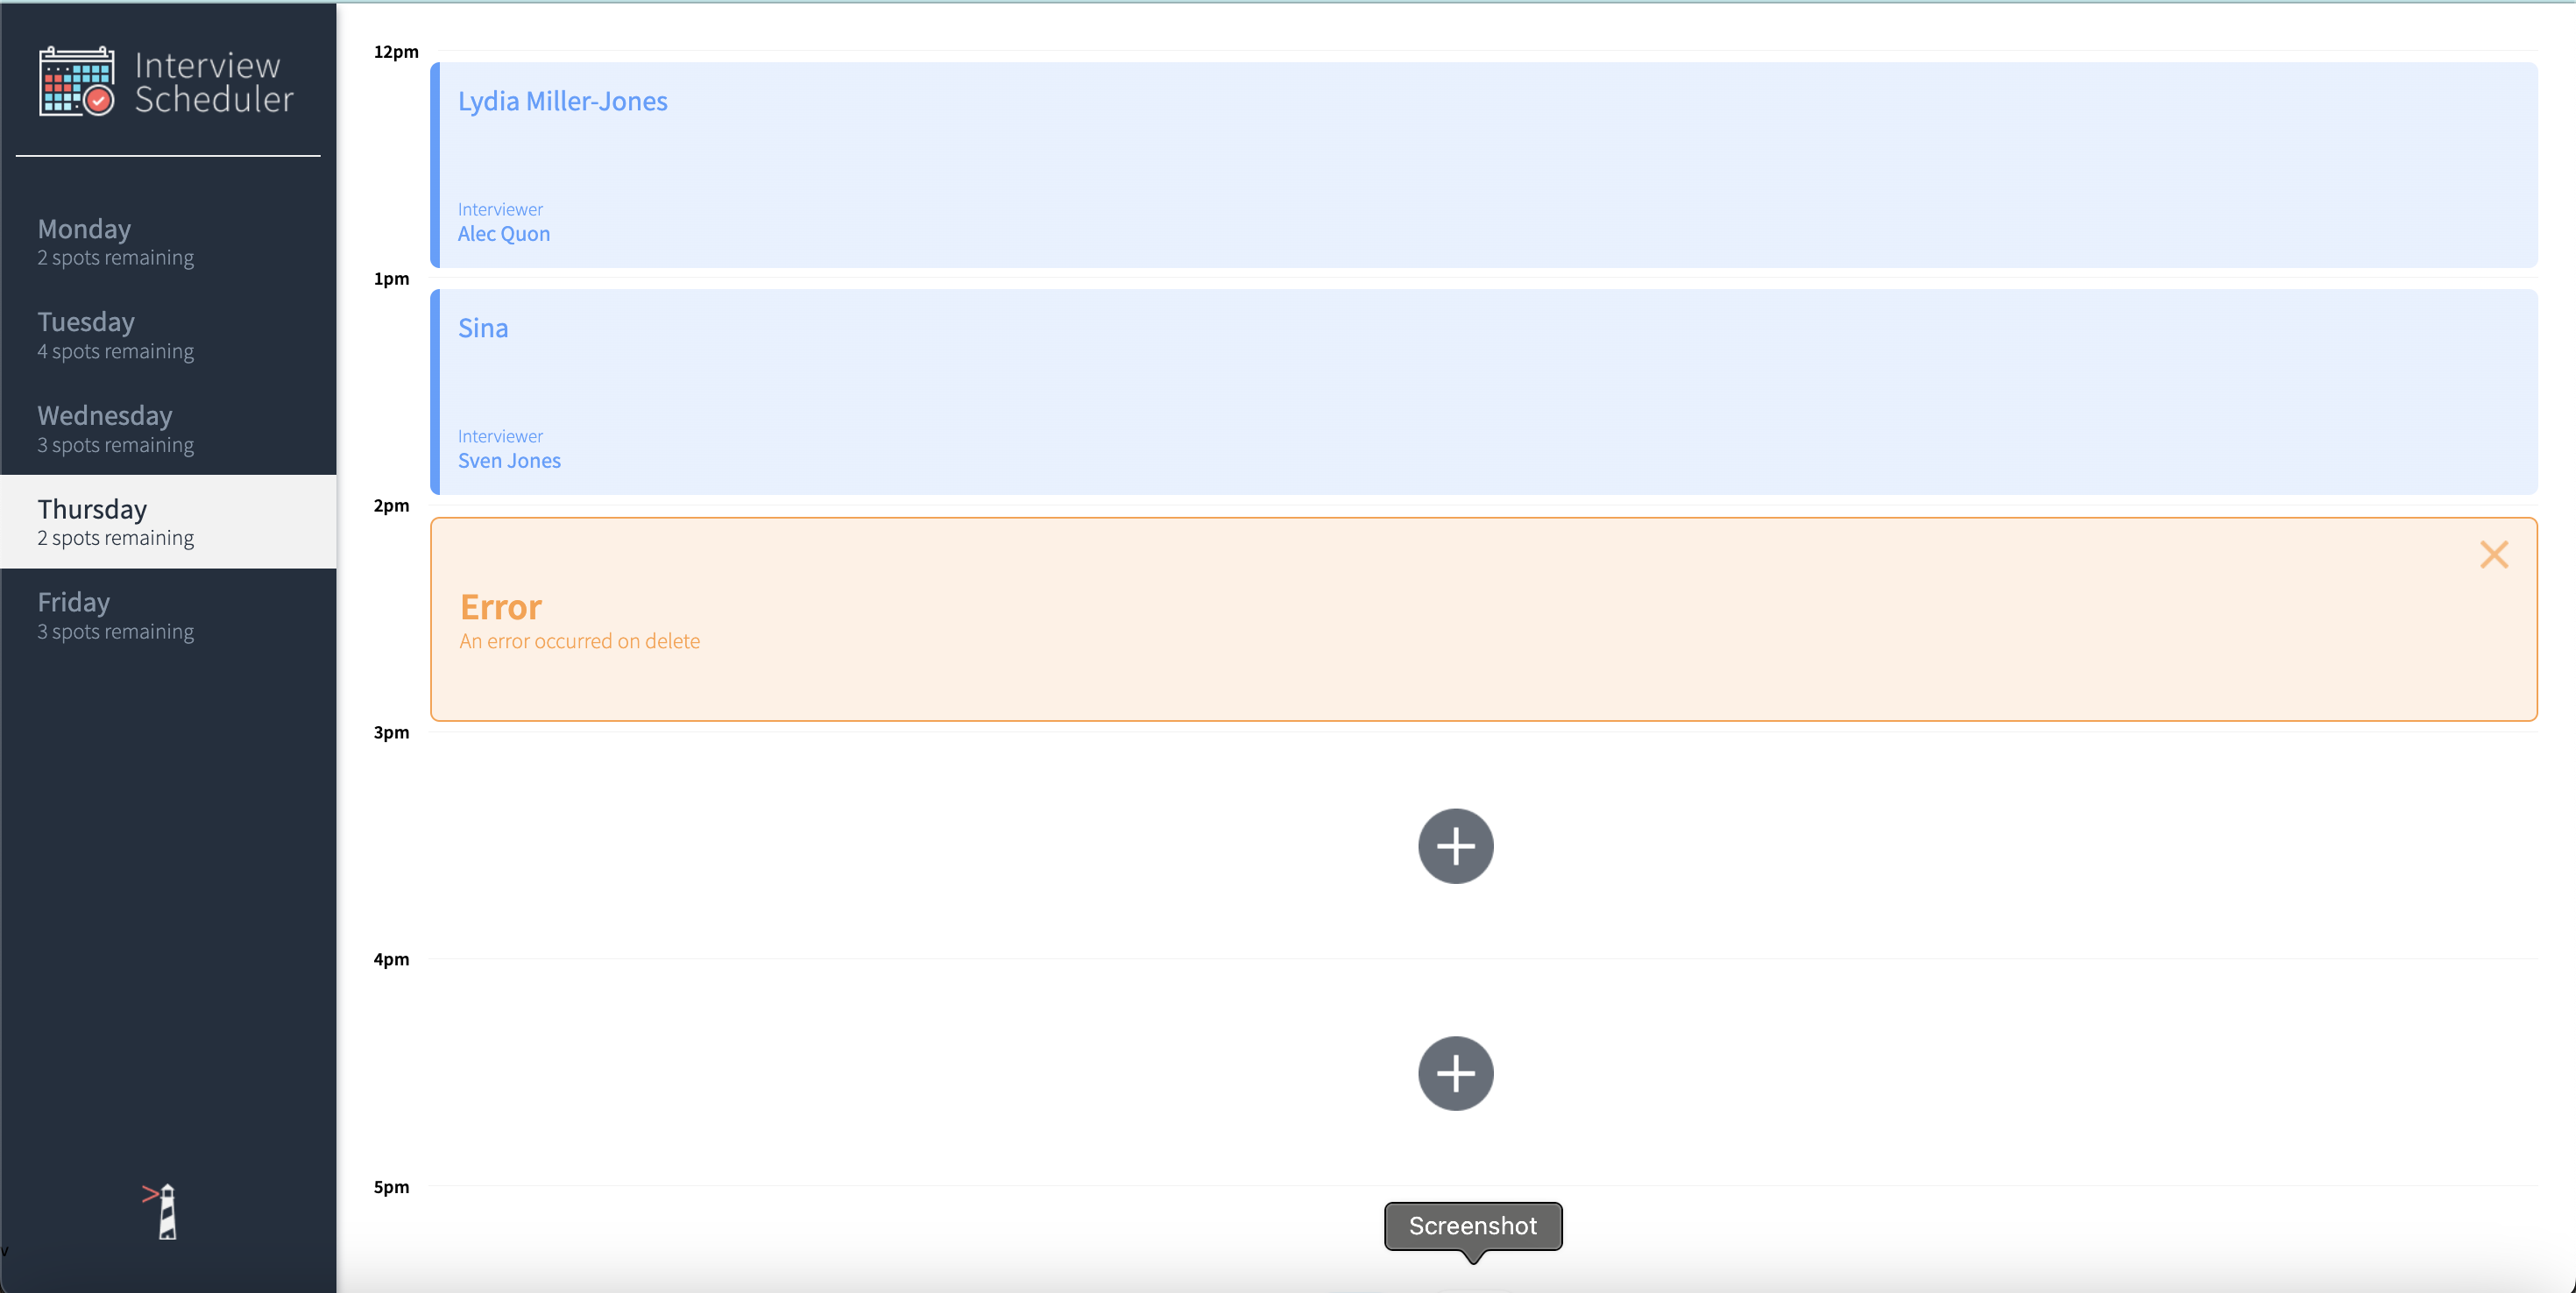 Interview
Scheduler
Monday
2 spots remaining
Tuesday
4 spots remaining
Wednesday
3 spots remaining
Thursday
2 spots remaining
Friday
3 spots remaining
v
12pm
Lydia Miller-Jones
Interviewer
Alec Quon
1pm
Sina
Interviewer
Sven Jones
2pm
Error
An error occurred on delete
3pm
4pm
5pm
Screenshot